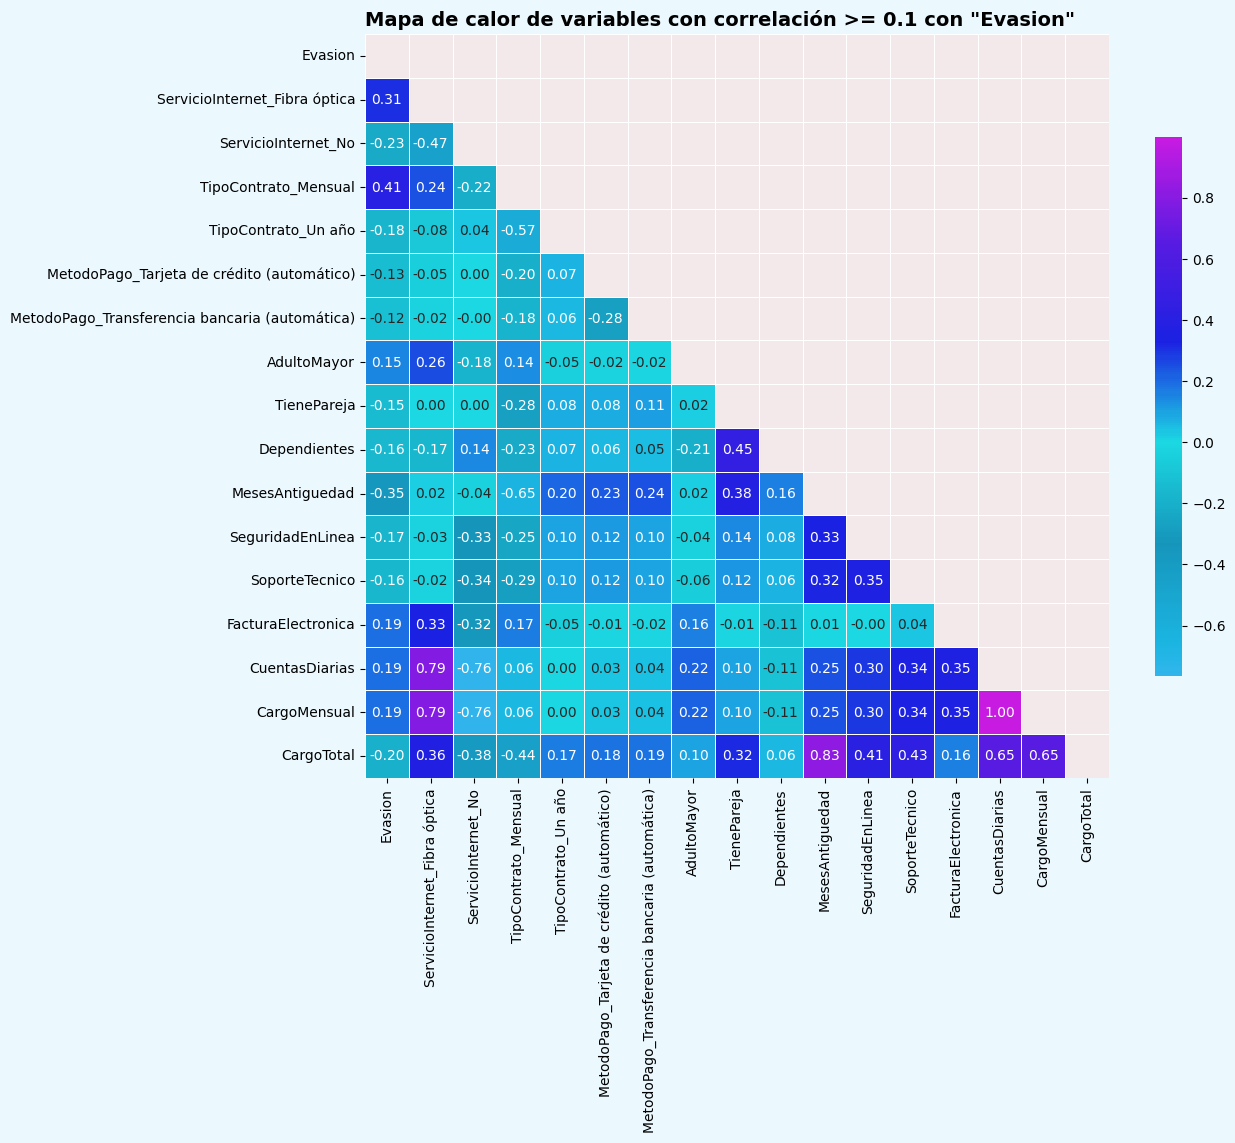 Mapa de calor de variables con correlación >= 0.1 con "Evasion"
Evasion
ServicioInternet_Fibra óptica 0.31
ServicioInternet_No -0.23 -0.47
TipoContrato_Mensual 0.41 0.24 -0.22
TipoContrato_Un año -0.18 -0.08 0.04 -0.57
MetodoPago_Tarjeta de crédito (automático) -0.13 -0.05 0.00 -0.20 0.07
MetodoPago_Transferencia bancaria (automática) -0.12 -0.02 -0.00 -0.18 0.06 -0.28
AdultoMayor 0.15 0.26 -0.18 0.14 -0.05 -0.02 -0.02
TienePareja -0.15 0.00 0.00 -0.28 0.08 0.08 0.11 0.02
Dependientes -0.16 -0.17 0.14 -0.23 0.07 0.06 0.05 -0.21 0.45
MesesAntiguedad -0.35 0.02 -0.04 -0.65 0.20 0.23 0.24 0.02 0.38 0.16
SeguridadEnLinea -0.17 -0.03 -0.33 -0.25 0.10 0.12 0.10 -0.04 0.14 0.08 0.33
SoporteTecnico -0.16 -0.02 -0.34 -0.29 0.10 0.12 0.10 -0.06 0.12 0.06 0.32 0.35
FacturaElectronica 0.19 0.33 -0.32 0.17 -0.05 -0.01 -0.02 0.16 -0.01 -0.11 0.01 -0.00 0.04
CuentasDiarias 0.19 0.79 -0.76 0.06 0.00 0.03 0.04 0.22 0.10 -0.11 0.25 0.30 0.34 0.35
CargoMensual 0.19 0.79 -0.76 0.06 0.00 0.03 0.04 0.22 0.10 -0.11 0.25 0.30 0.34 0.35 1.00
CargoTotal -0.20 0.36 -0.38 -0.44 0.17 0.18 0.19 0.10 0.32 0.06 0.83 0.41 0.43 0.16 0.65 0.65
Evasion
ServicioInternet_Fibra óptica
ServicioInternet_No
TipoContrato_Mensual
TipoContrato_Un año
MetodoPago_Tarjeta de crédito (automático)
MetodoPago_Transferencia bancaria (automática)
AdultoMayor
TienePareja
Dependientes
MesesAntiguedad
SeguridadEnLinea
SoporteTecnico
FacturaElectronica
CuentasDiarias
CargoMensual
CargoTotal
0.8
0.6
0.4
0.2
0.0
−0.2
−0.4
−0.6